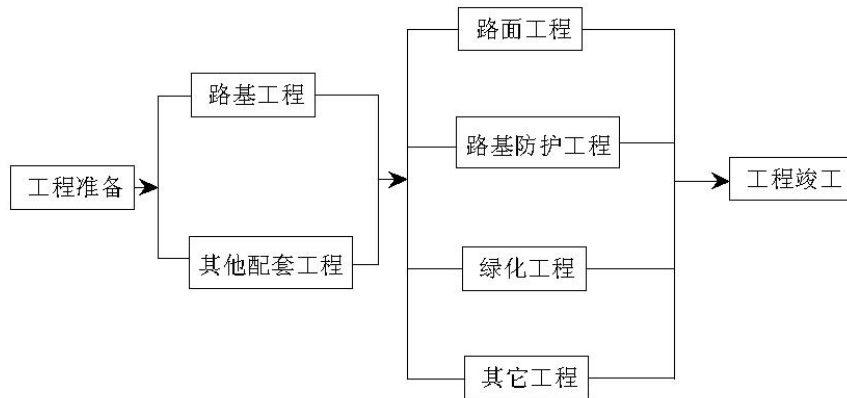 工程准备
路基工程
其他配套工程
路面工程
路基防护工程
绿化工程
其它工程
工程竣工